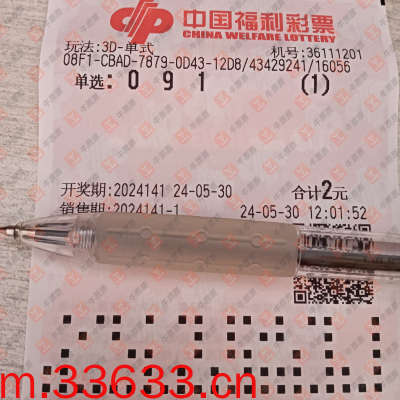 中国福利彩票
CHINA WELFARE LOTTERY
玩法:3D-单式 机号:36111201
08F1-CBAD-7879-0D43-12D8/43429241/16056
单选: 0 9 1 (1)
开奖期:2024141 24-05-30 合计2元
销售期:2024141-1 24-05-30 12:01:52
m.33633.cn